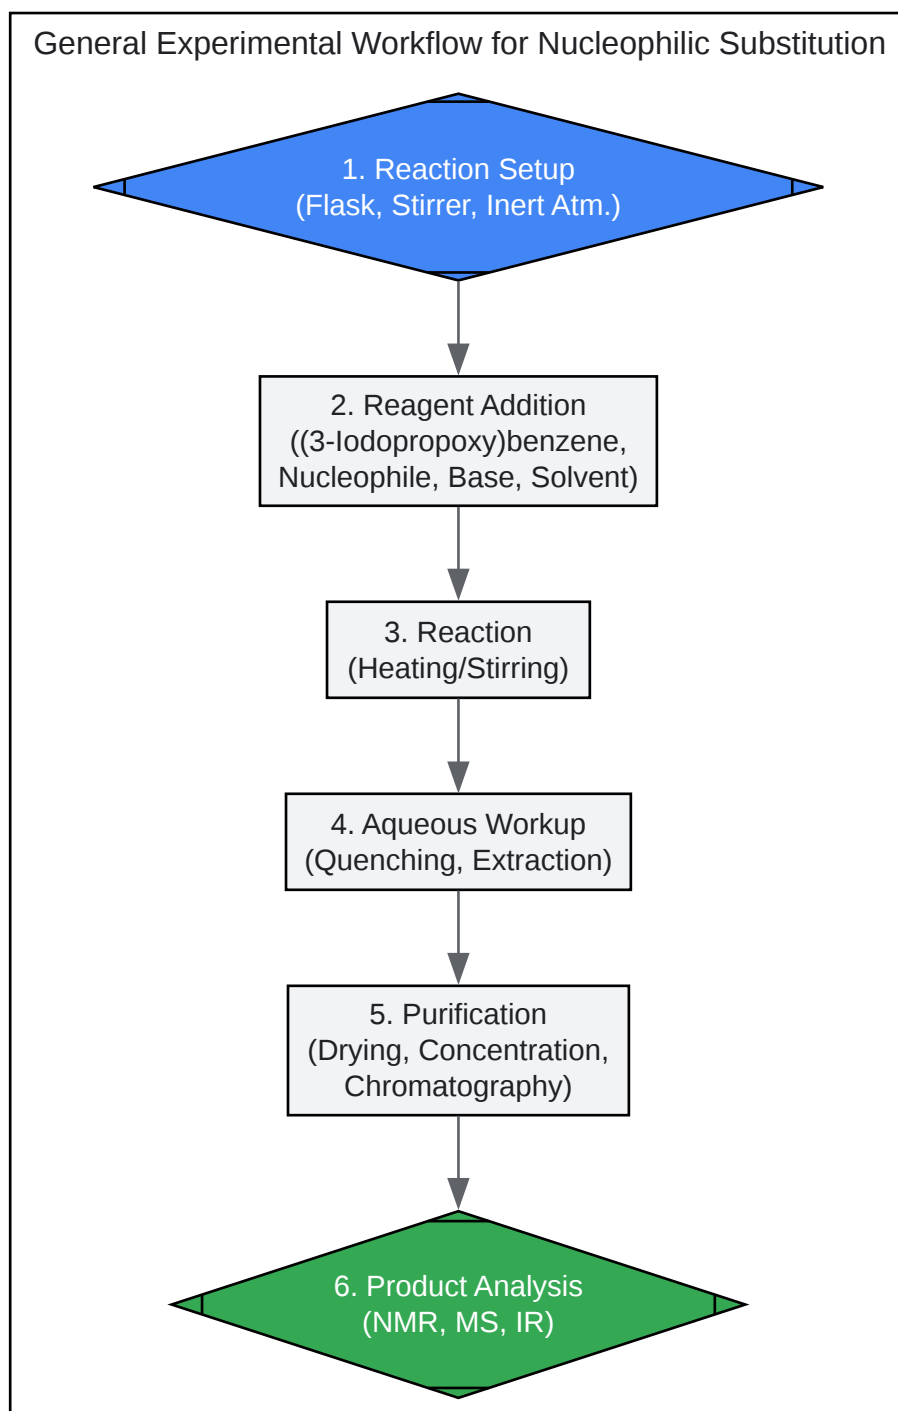 General Experimental Workflow for Nucleophilic Substitution
1. Reaction Setup
(Flask, Stirrer, Inert Atm.)
2. Reagent Addition
((3-Iodopropoxy)benzene,
Nucleophile, Base, Solvent)
3. Reaction
(Heating/Stirring)
4. Aqueous Workup
(Quenching, Extraction)
5. Purification
(Drying, Concentration,
Chromatography)
6. Product Analysis
(NMR, MS, IR)